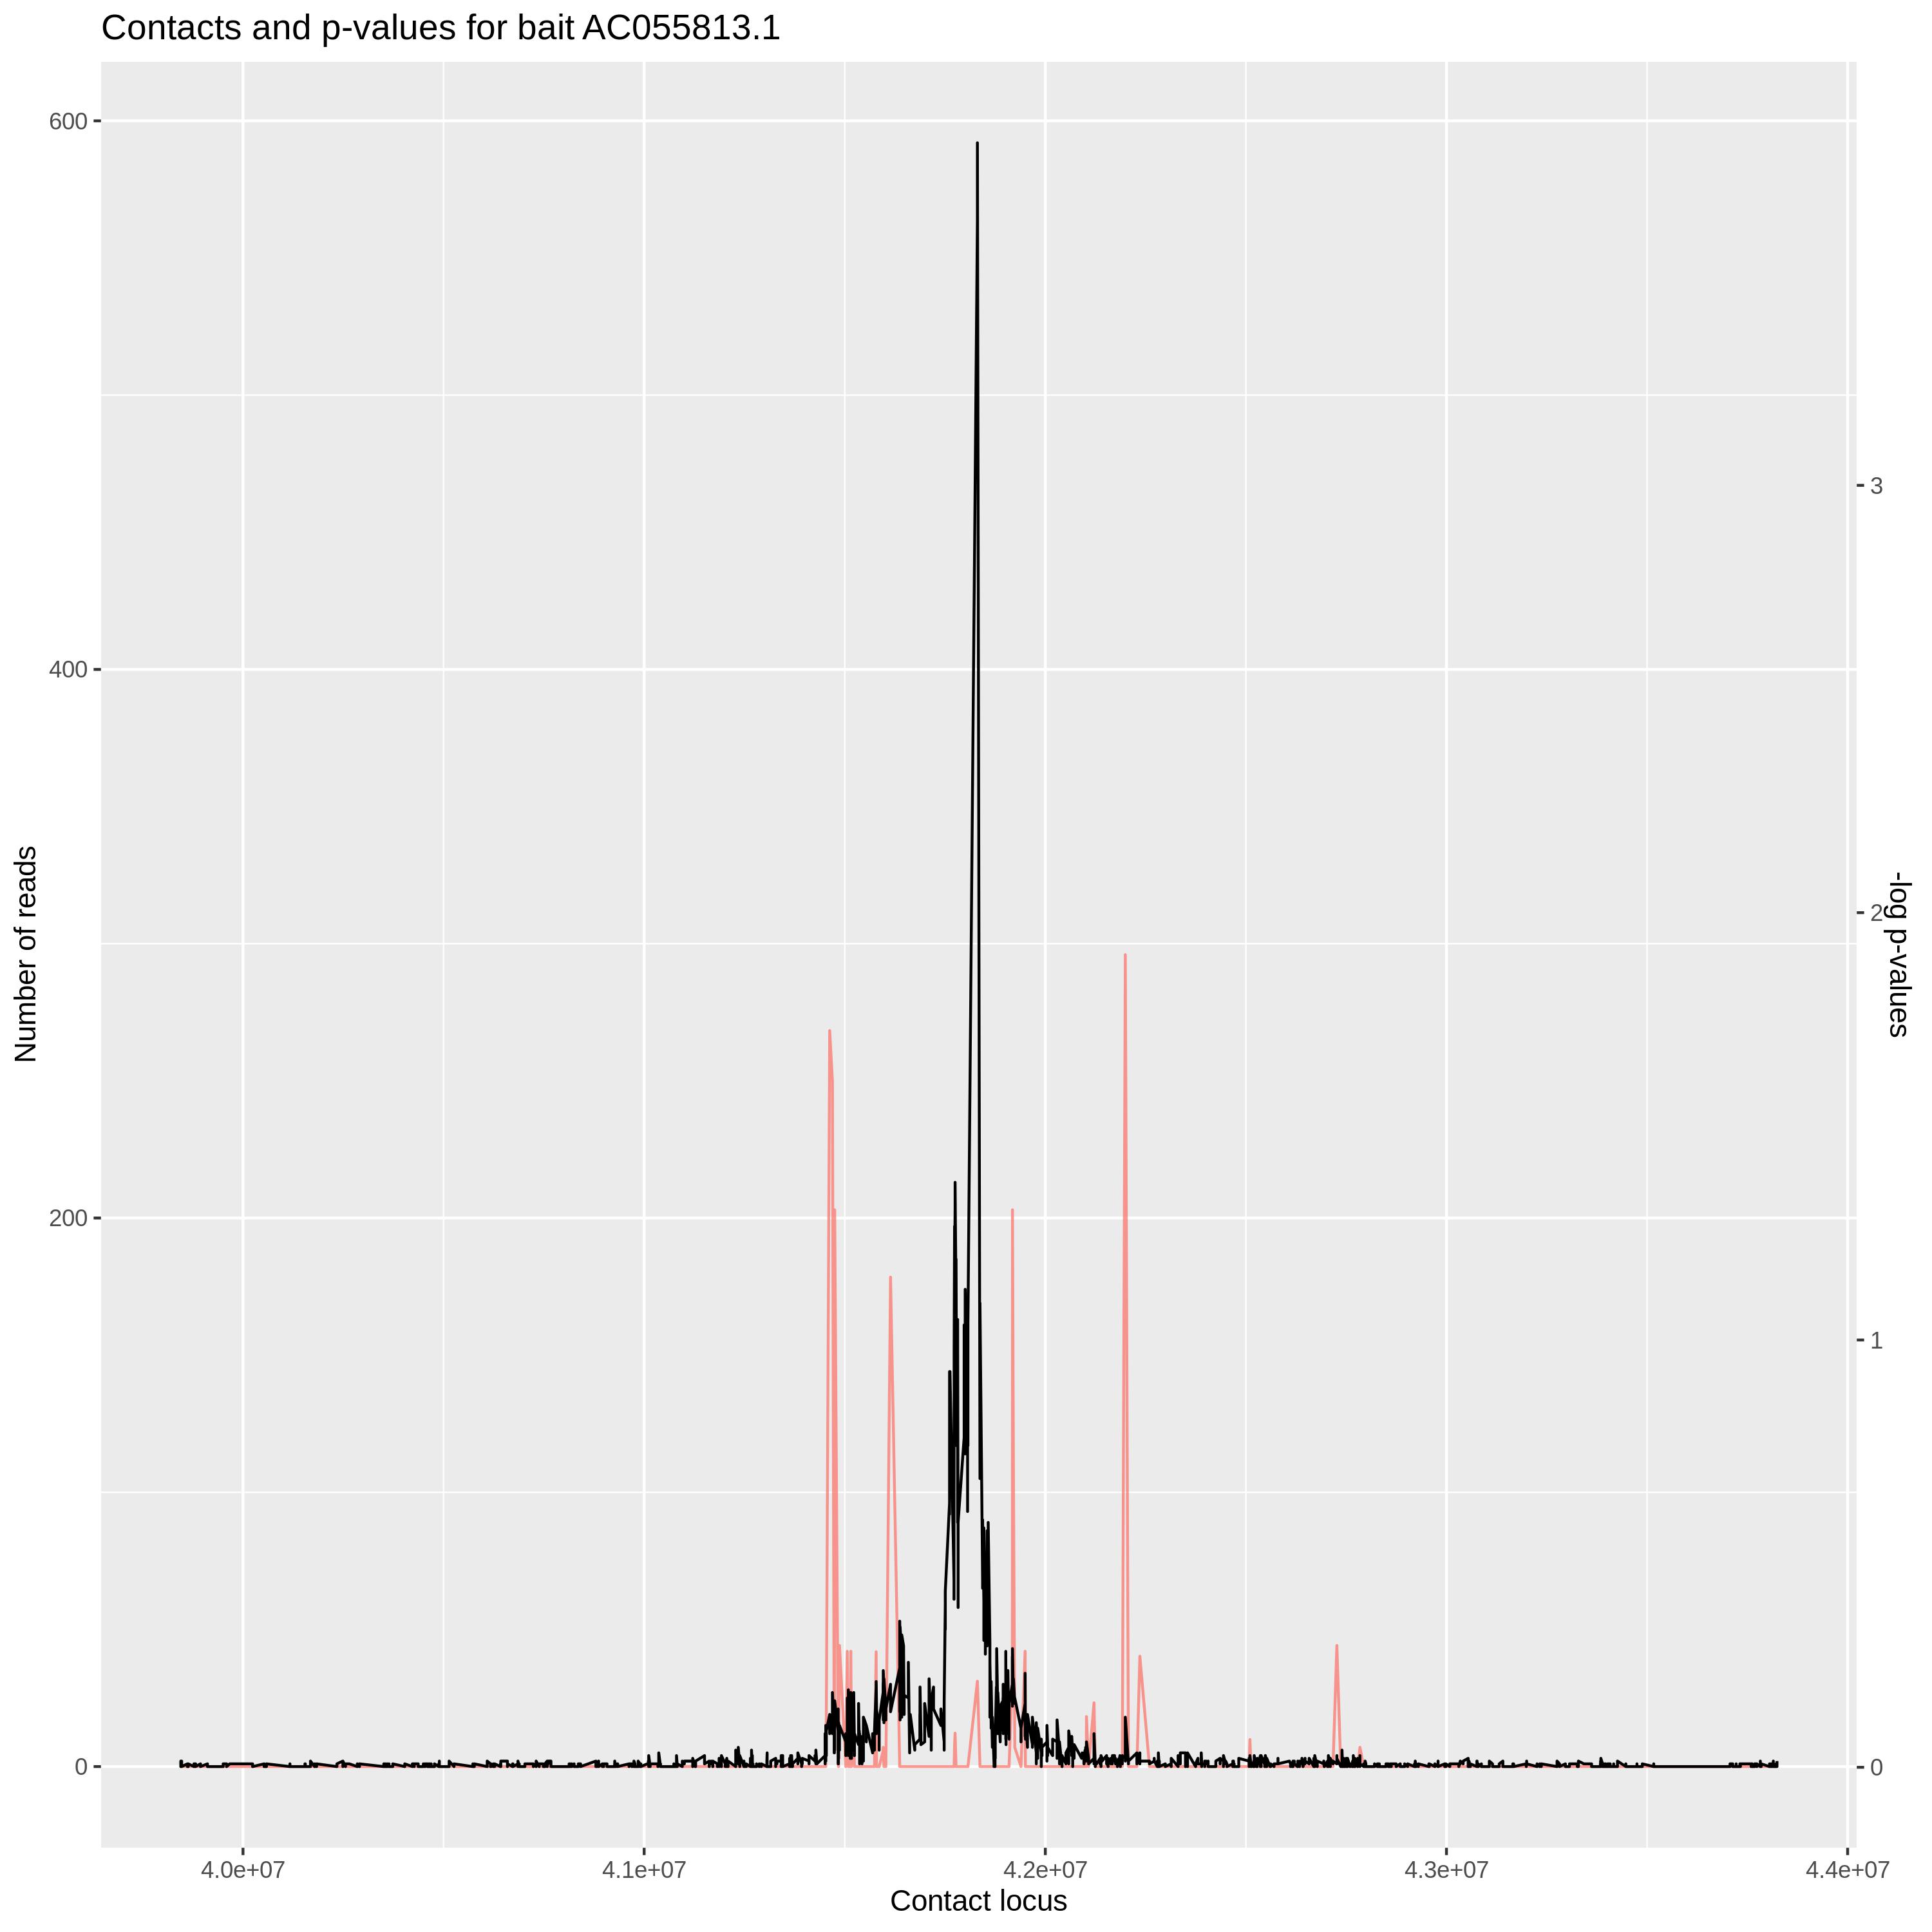 Contacts and p-values for bait AC055813.1
600
400
200
0
Number of reads
3
2
1
0
-log p-values
4.0e+07 4.1e+07 4.2e+07 4.3e+07 4.4e+07
Contact locus